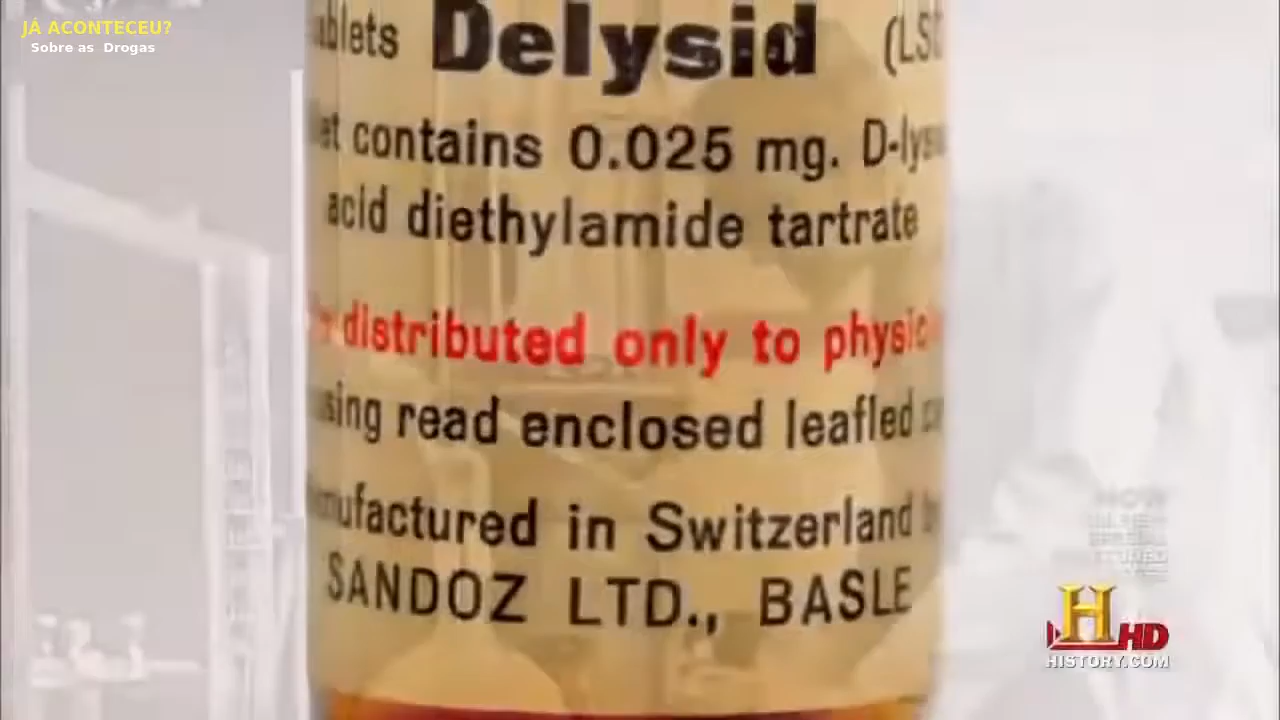 JÁ ACONTECEU?
Sobre as Drogas
Delysid
contains 0.025 mg.
acid diethylamide tartrate
distributed only to
read enclosed leafled
in Switzerland
SANDOZ LTD., BASLE
H HD
HISTORY.COM